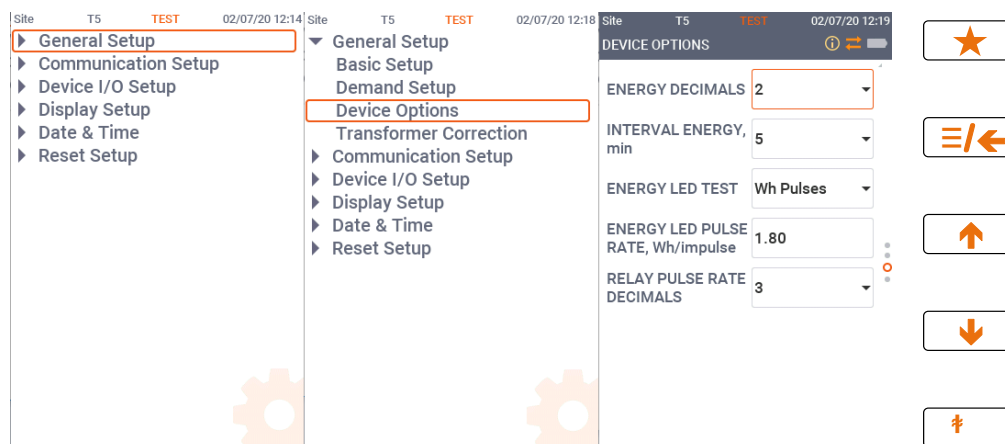 Site T5 TEST 02/07/20 12:14
General Setup
Communication Setup
Device I/O Setup
Display Setup
Date & Time
Reset Setup
Site T5 TEST 02/07/20 12:18
General Setup
Basic Setup
Demand Setup
Device Options
Transformer Correction
Communication Setup
Device I/O Setup
Display Setup
Date & Time
Reset Setup
Site T5 TEST 02/07/20 12:19
DEVICE OPTIONS
ENERGY DECIMALS 2
INTERVAL ENERGY,
min 5
ENERGY LED TEST Wh Pulses
ENERGY LED PULSE
RATE, Wh/impulse 1.80
RELAY PULSE RATE
DECIMALS 3